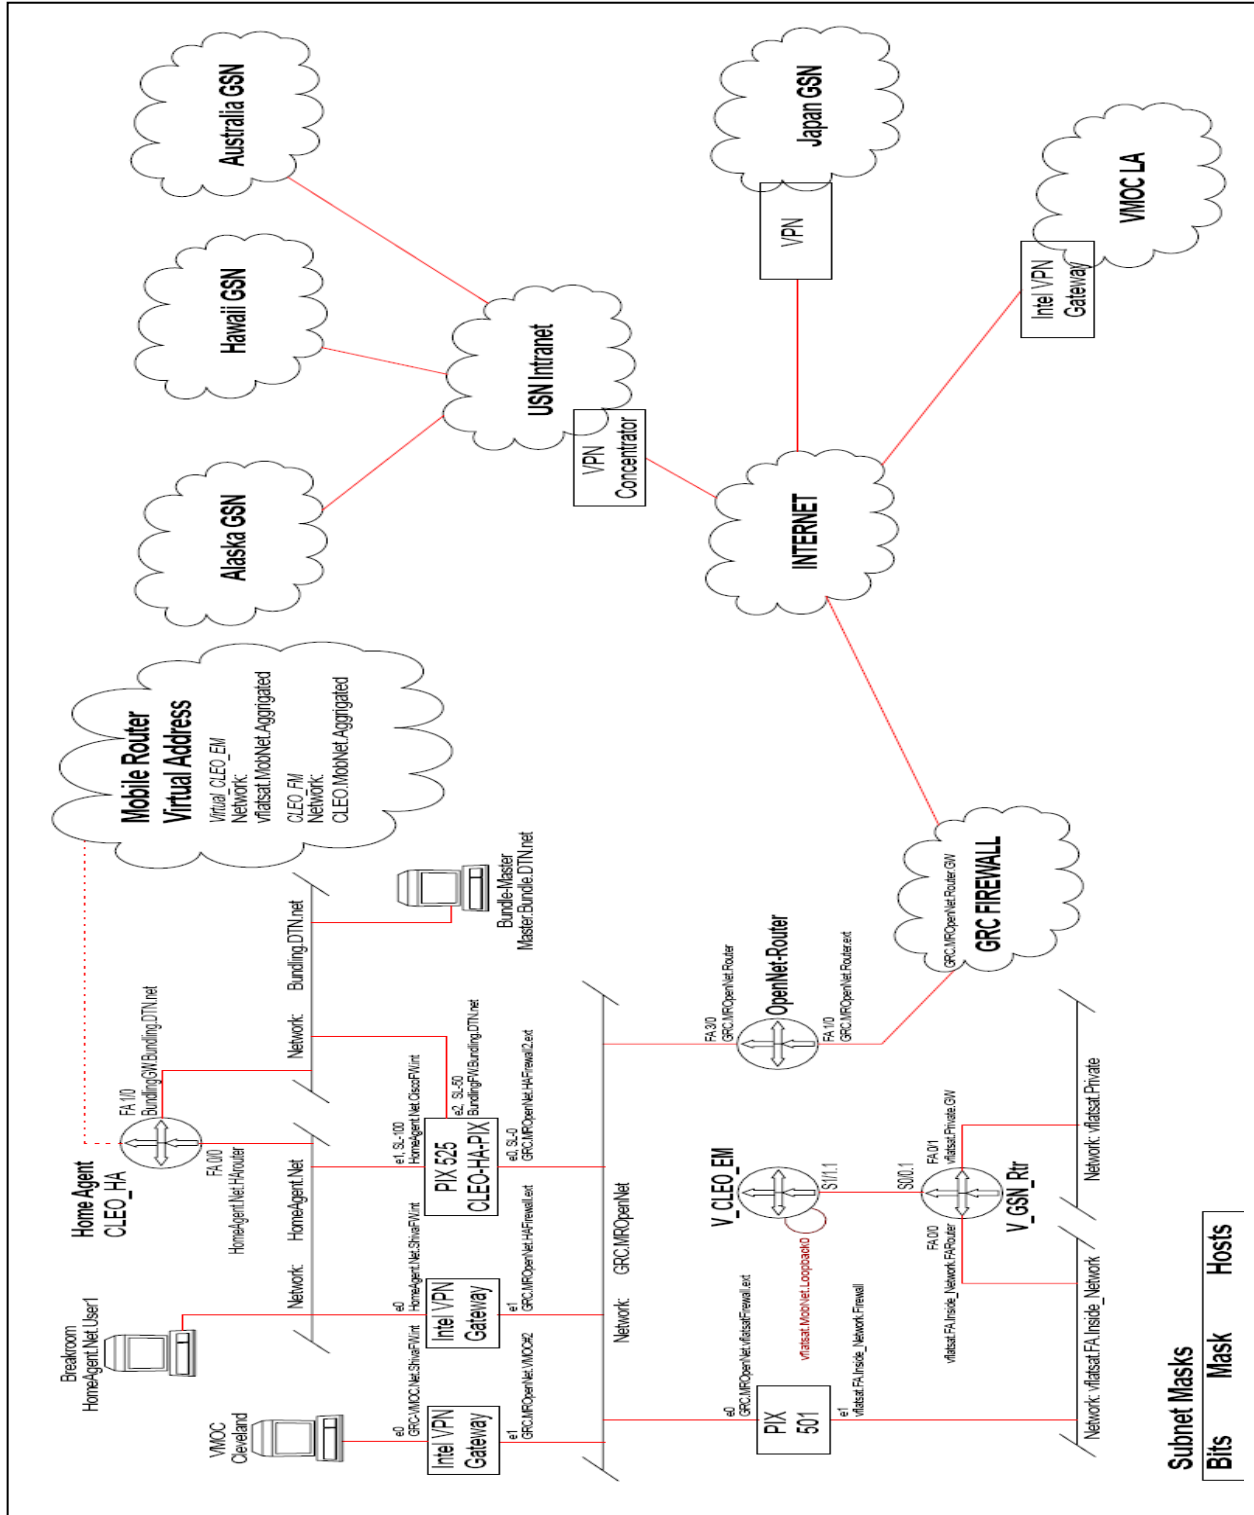 VMOC
Cleveland
Breakroom
HomeAgent.Net.User1
Home Agent
CLEO_HA
FA 1/0
BundlingGW.Bundling.DTN.net
FA 0/0
HomeAgent.Net.HArouter
Mobile Router
Virtual Address
Virtual_CLEO_EM
Network:
vflatsat.MobNet.Aggrigated
CLEO_FM
Network:
CLEO.MobNet.Aggrigated
Alaska GSN
Hawaii GSN
Australia GSN
Network:
HomeAgent.Net
Network:
Bundling.DTN.net
Bundle-Master
Master.Bundle.DTN.net
e0
GRC-VMOC.Net.ShivaFW.int
Intel VPN
Gateway
e1
GRC.MROpenNet.VMOC#2
e0
HomeAgent.Net.ShivaFW.int
Intel VPN
Gateway
e1
GRC.MROpenNet.HAFirewall.ext
e1, SL-100
HomeAgent.Net.CiscoFW.int
e2, SL-50
BundlingFW.Bundling.DTN.net
PIX 525
CLEO-HA-PIX
e0, SL-0
GRC.MROpenNet.HAFirewall2.ext
USN Intranet
VPN
Concentrator
Network:
GRC.MROpenNet
e0
GRC.MROpenNet.vflatsatFirewall.ext
PIX
501
e1
vflatsat.FA.Inside_Network.Firewall
V_CLEO_EM
S1/1.1
vflatsat.MobNet.Loopback0
FA 3/0
GRC.MROpenNet.Router
OpenNet-Router
FA 1/0
GRC.MROpenNet.Router.ext
INTERNET
VPN
Japan GSN
S0/0.1
FA 0/0
vflatsat.FA.Inside_Network.FARouter
FA 0/1
vflatsat.Private.GW
V_GSN_Rtr
GRC.MROpenNet.Router.GW
GRC FIREWALL
Intel VPN
Gateway
VMOC LA
Network: vflatsat.FA.Inside_Network
Network: vflatsat.Private
Subnet Masks
Bits Mask Hosts